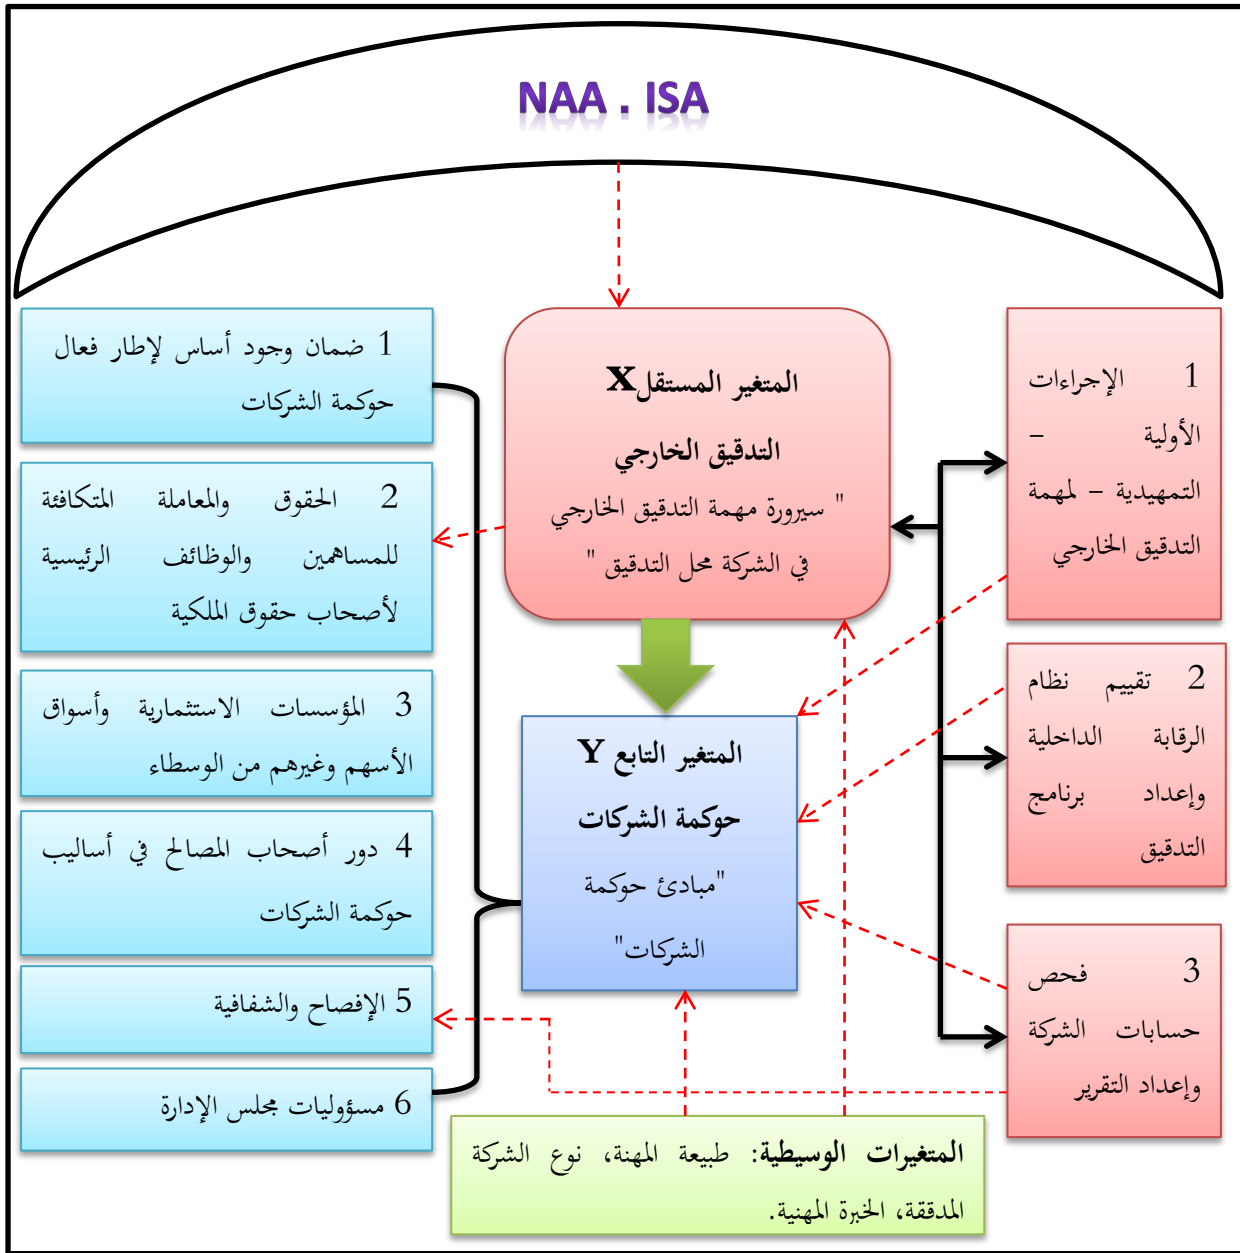 NAA . ISA
1 الإجراءات
الأولية –
التمهيدية – لمهمة
التدقيق الخارجي
2 تقييم نظام
الرقابة الداخلية
وإعداد برنامج
التدقيق
3 فحص
حسابات الشركة
وإعداد التقرير
المتغير المستقل X
التدقيق الخارجي
" سيرورة مهمة التدقيق الخارجي
في الشركة محل التدقيق "
المتغير التابع Y
حوكمة الشركات
"مبادئ حوكمة
الشركات"
1 ضمان وجود أساس لإطار فعال
حوكمة الشركات
2 الحقوق والمعاملة المتكافئة
للمساهمين والوظائف الرئيسية
لأصحاب حقوق الملكية
3 المؤسسات الاستثمارية وأسواق
الأسهم وغيرهم من الوسطاء
4 دور أصحاب المصالح في أساليب
حوكمة الشركات
5 الإفصاح والشفافية
6 مسؤوليات مجلس الإدارة
المتغيرات الوسيطية: طبيعة المهنة، نوع الشركة
المدققة، الخبرة المهنية.